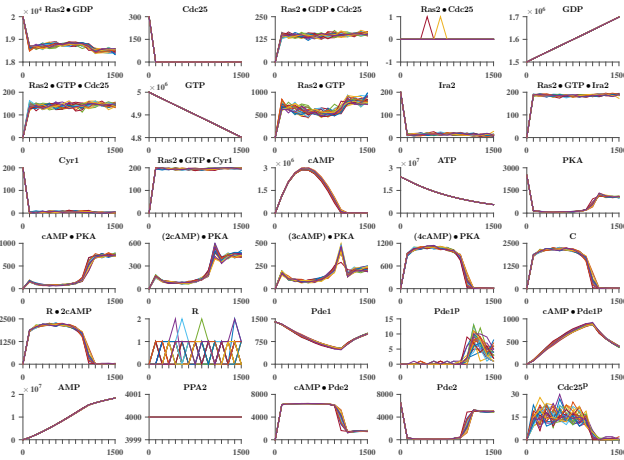 Ras2•GDP Cdc25 Ras2•GDP•Cdc25 Ras2•Cdc25 GDP
2 ×10⁴ 1.9 1.8 0 1500
300 150 0 0 1500
250 125 0 0 1500
1 0 -1 0 1500
1.7 ×10⁶ 1.6 1.5 0 1500
Ras2•GTP•Cdc25 GTP Ras2•GTP Ira2 Ras2•GTP•Ira2
200 100 0 0 1500
5 ×10⁶ 4.9 4.8 0 1500
1000 500 0 0 1500
200 100 0 0 1500
200 100 0 0 1500
Cyr1 Ras2•GTP•Cyr1 cAMP ATP PKA
200 100 0 0 1500
200 100 0 0 1500
3 ×10⁶ 1.5 0 0 1500
3 ×10⁷ 1.5 0 0 1500
3000 1500 0 0 1500
cAMP•PKA (2cAMP)•PKA (3cAMP)•PKA (4cAMP)•PKA C
1000 500 0 0 1500
600 300 0 0 1500
500 250 0 0 1500
1200 600 0 0 1500
2500 1250 0 0 1500
R•2cAMP R Pde1 Pde1P cAMP•Pde1P
2500 1250 0 0 1500
2 1 0 0 1500
1500 750 0 0 1500
15 10 5 0 0 1500
900 450 0 0 1500
AMP PPA2 cAMP•Pde2 Pde2 Cdc25ᵖ
2 ×10⁷ 1 0 0 1500
4001 4000 3999 0 1500
8000 4000 0 0 1500
8000 4000 0 0 1500
30 15 0 0 1500